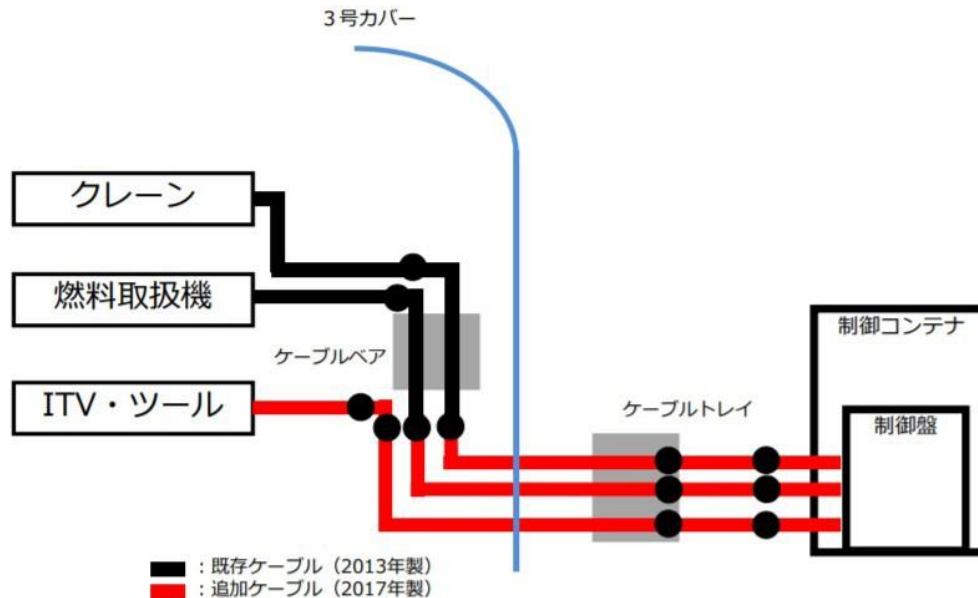 ３号カバー
クレーン
燃料取扱機
制御コンテナ
ケーブルベア
ITV・ツール
ケーブルトレイ
制御盤
：既存ケーブル（2013年製）
：追加ケーブル（2017年製）